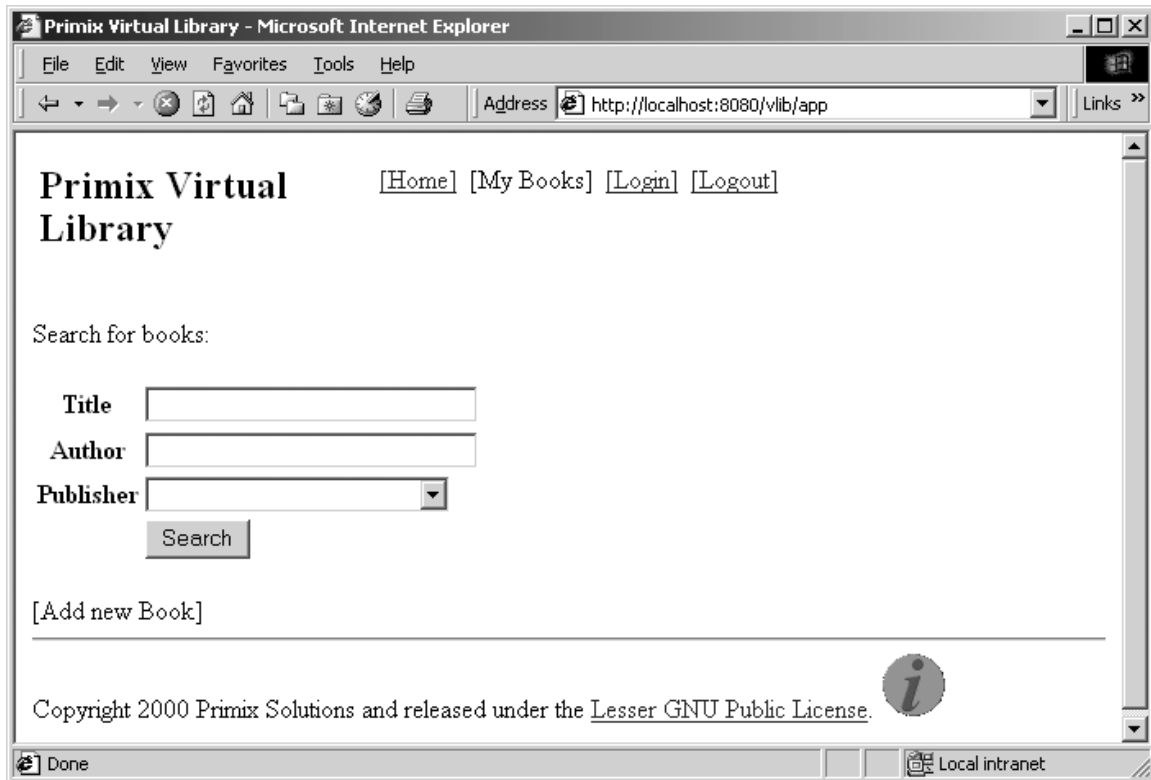 Primix Virtual Library - Microsoft Internet Explorer
File Edit View Favorites Tools Help
Address http://localhost:8080/vlib/app Links »
Primix Virtual [Home] [My Books] [Login] [Logout]
Library
Search for books:
Title
Author
Publisher
Search
[Add new Book]
i
Copyright 2000 Primix Solutions and released under the Lesser GNU Public License.
Done Local intranet